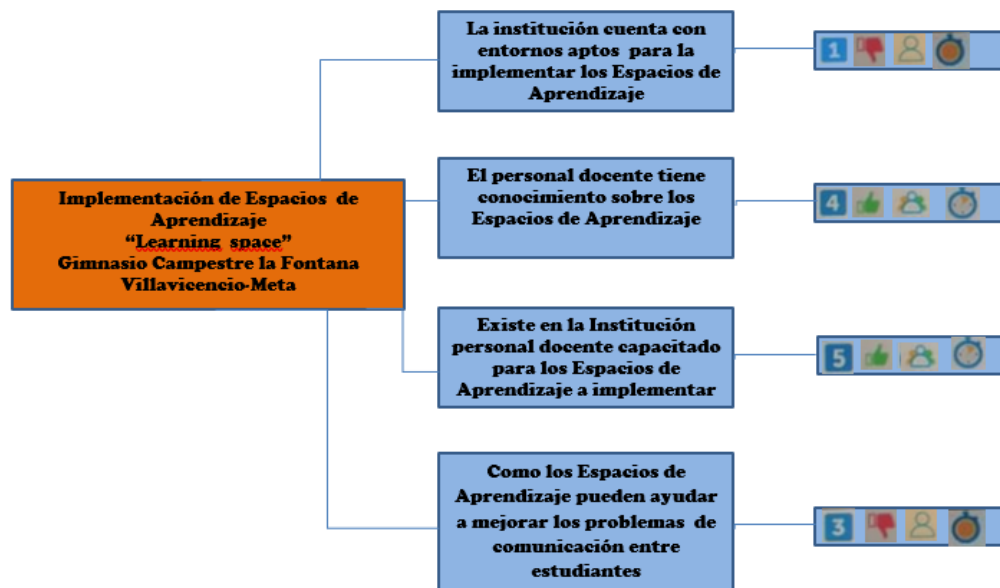 La institución cuenta con
entornos aptos para la
implementar los Espacios de
Aprendizaje
1
El personal docente tiene
conocimiento sobre los
Espacios de Aprendizaje
4
Implementación de Espacios de
Aprendizaje
“Learning space”
Gimnasio Campestre la Fontana
Villavicencio-Meta
Existe en la Institución
personal docente capacitado
para los Espacios de
Aprendizaje a implementar
5
Como los Espacios de
Aprendizaje pueden ayudar
a mejorar los problemas de
comunicación entre
estudiantes
3